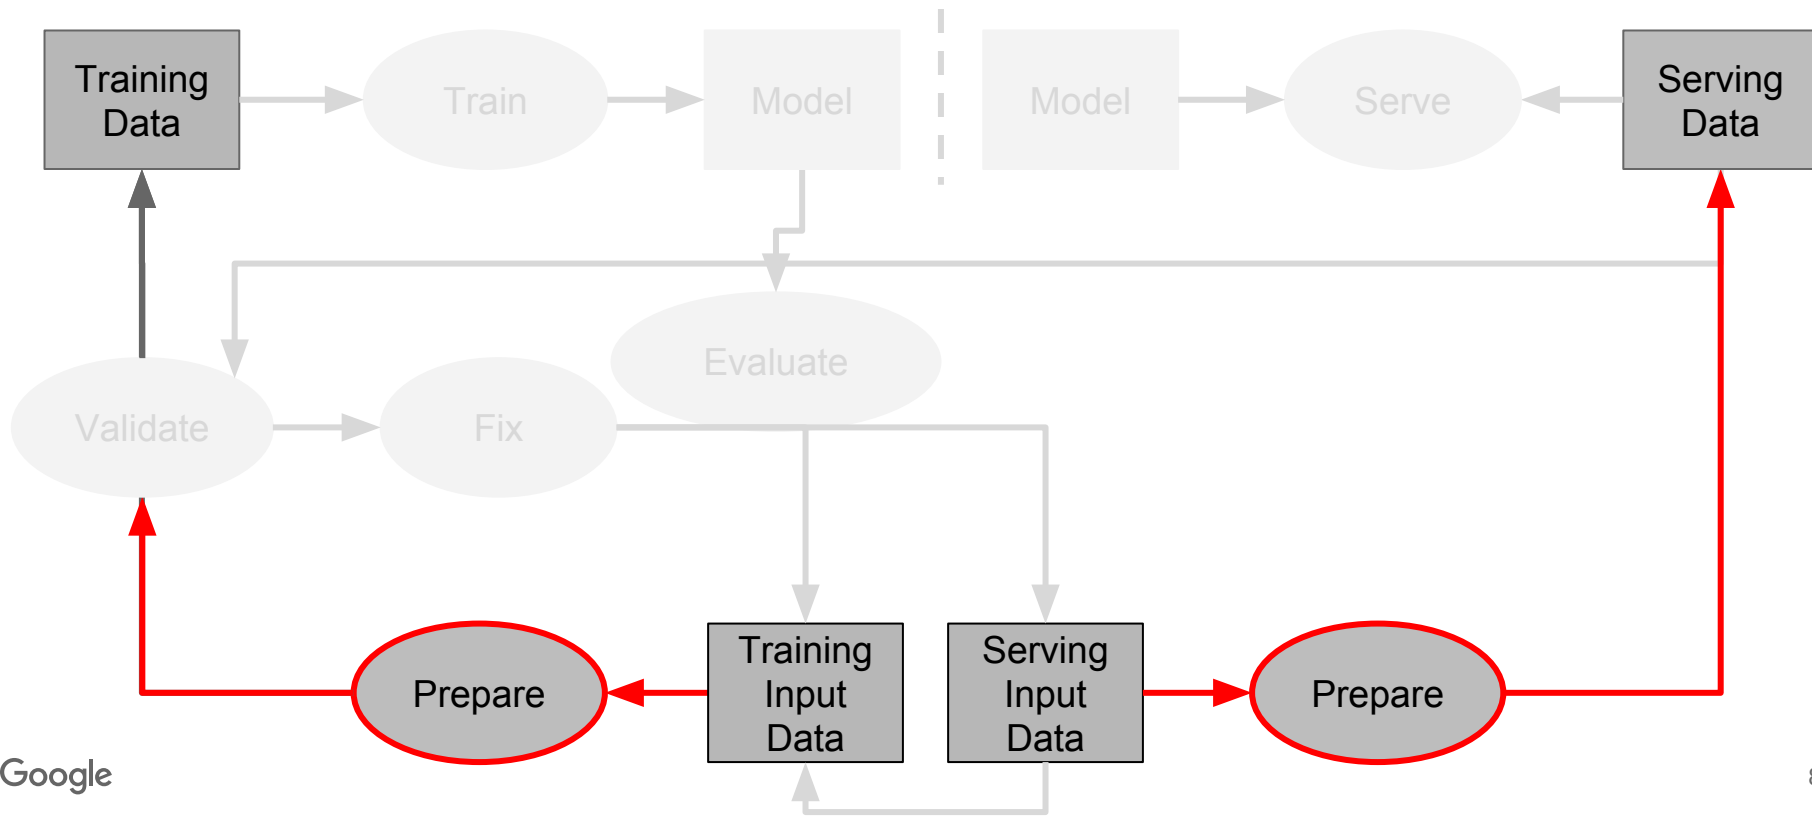 Training
Data
Train
Model
Model
Serve
Serving
Data
Evaluate
Validate
Fix
Prepare
Training
Input
Data
Serving
Input
Data
Prepare
Google